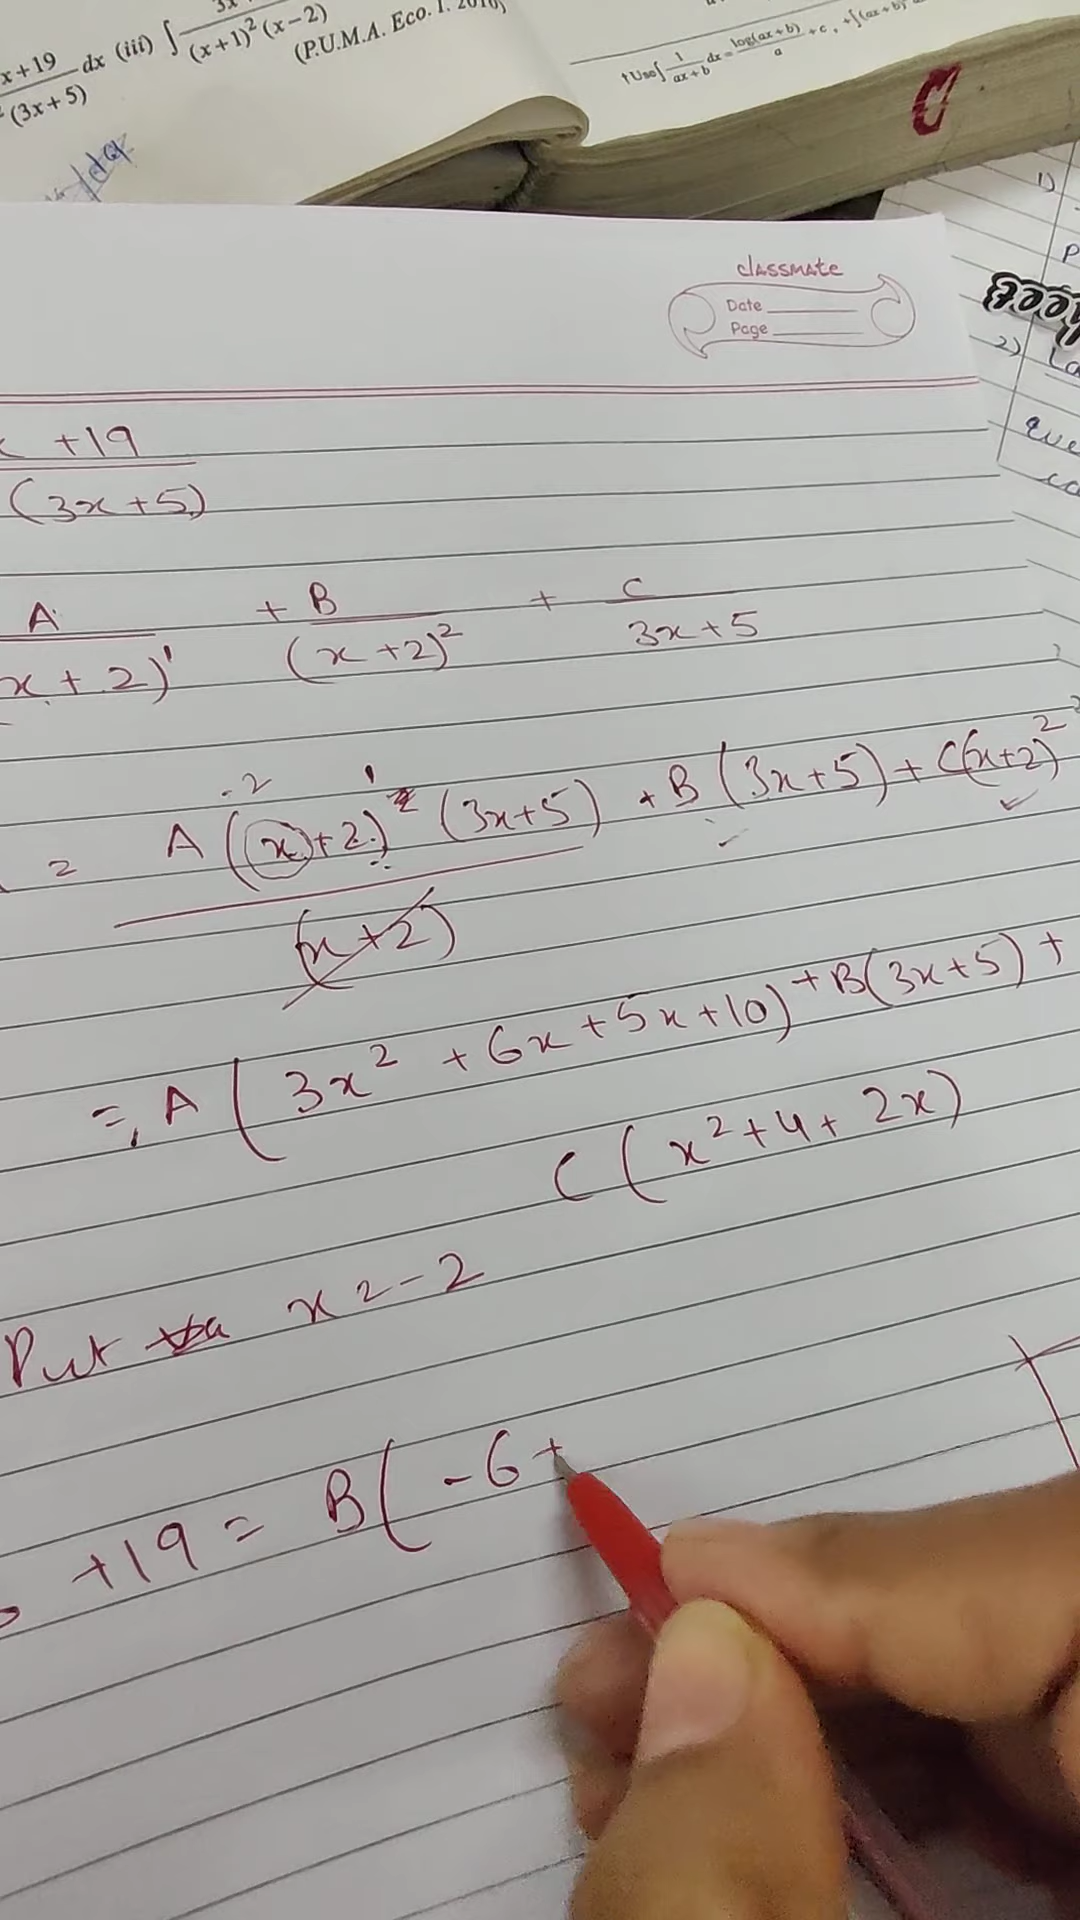 x+19
(3x+5)
dx (iii) ∫
(x+1)²(x−2)
(P.U.M.A. Eco. I. 2010)
†Use∫ 1/ax+b dx= log(ax+b)/a +c,
1)
2)
classmate
Date
Page
+19
(3x+5)
A + B + C
x+2)¹ (x+2)² 3x+5
A (x+2) (3x+5) + B (3x+5) + C(x+2)²
(x+2)
=, A ( 3x² + 6x + 5x + 10) + B(3x+5) +
C ( x² + 4 + 2x)
Put x = -2
+19 = B ( -6 +